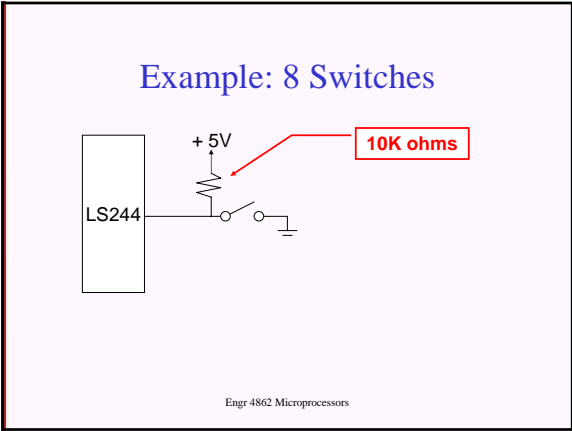 Example: 8 Switches
+ 5V
10K ohms
LS244
Engr 4862 Microprocessors